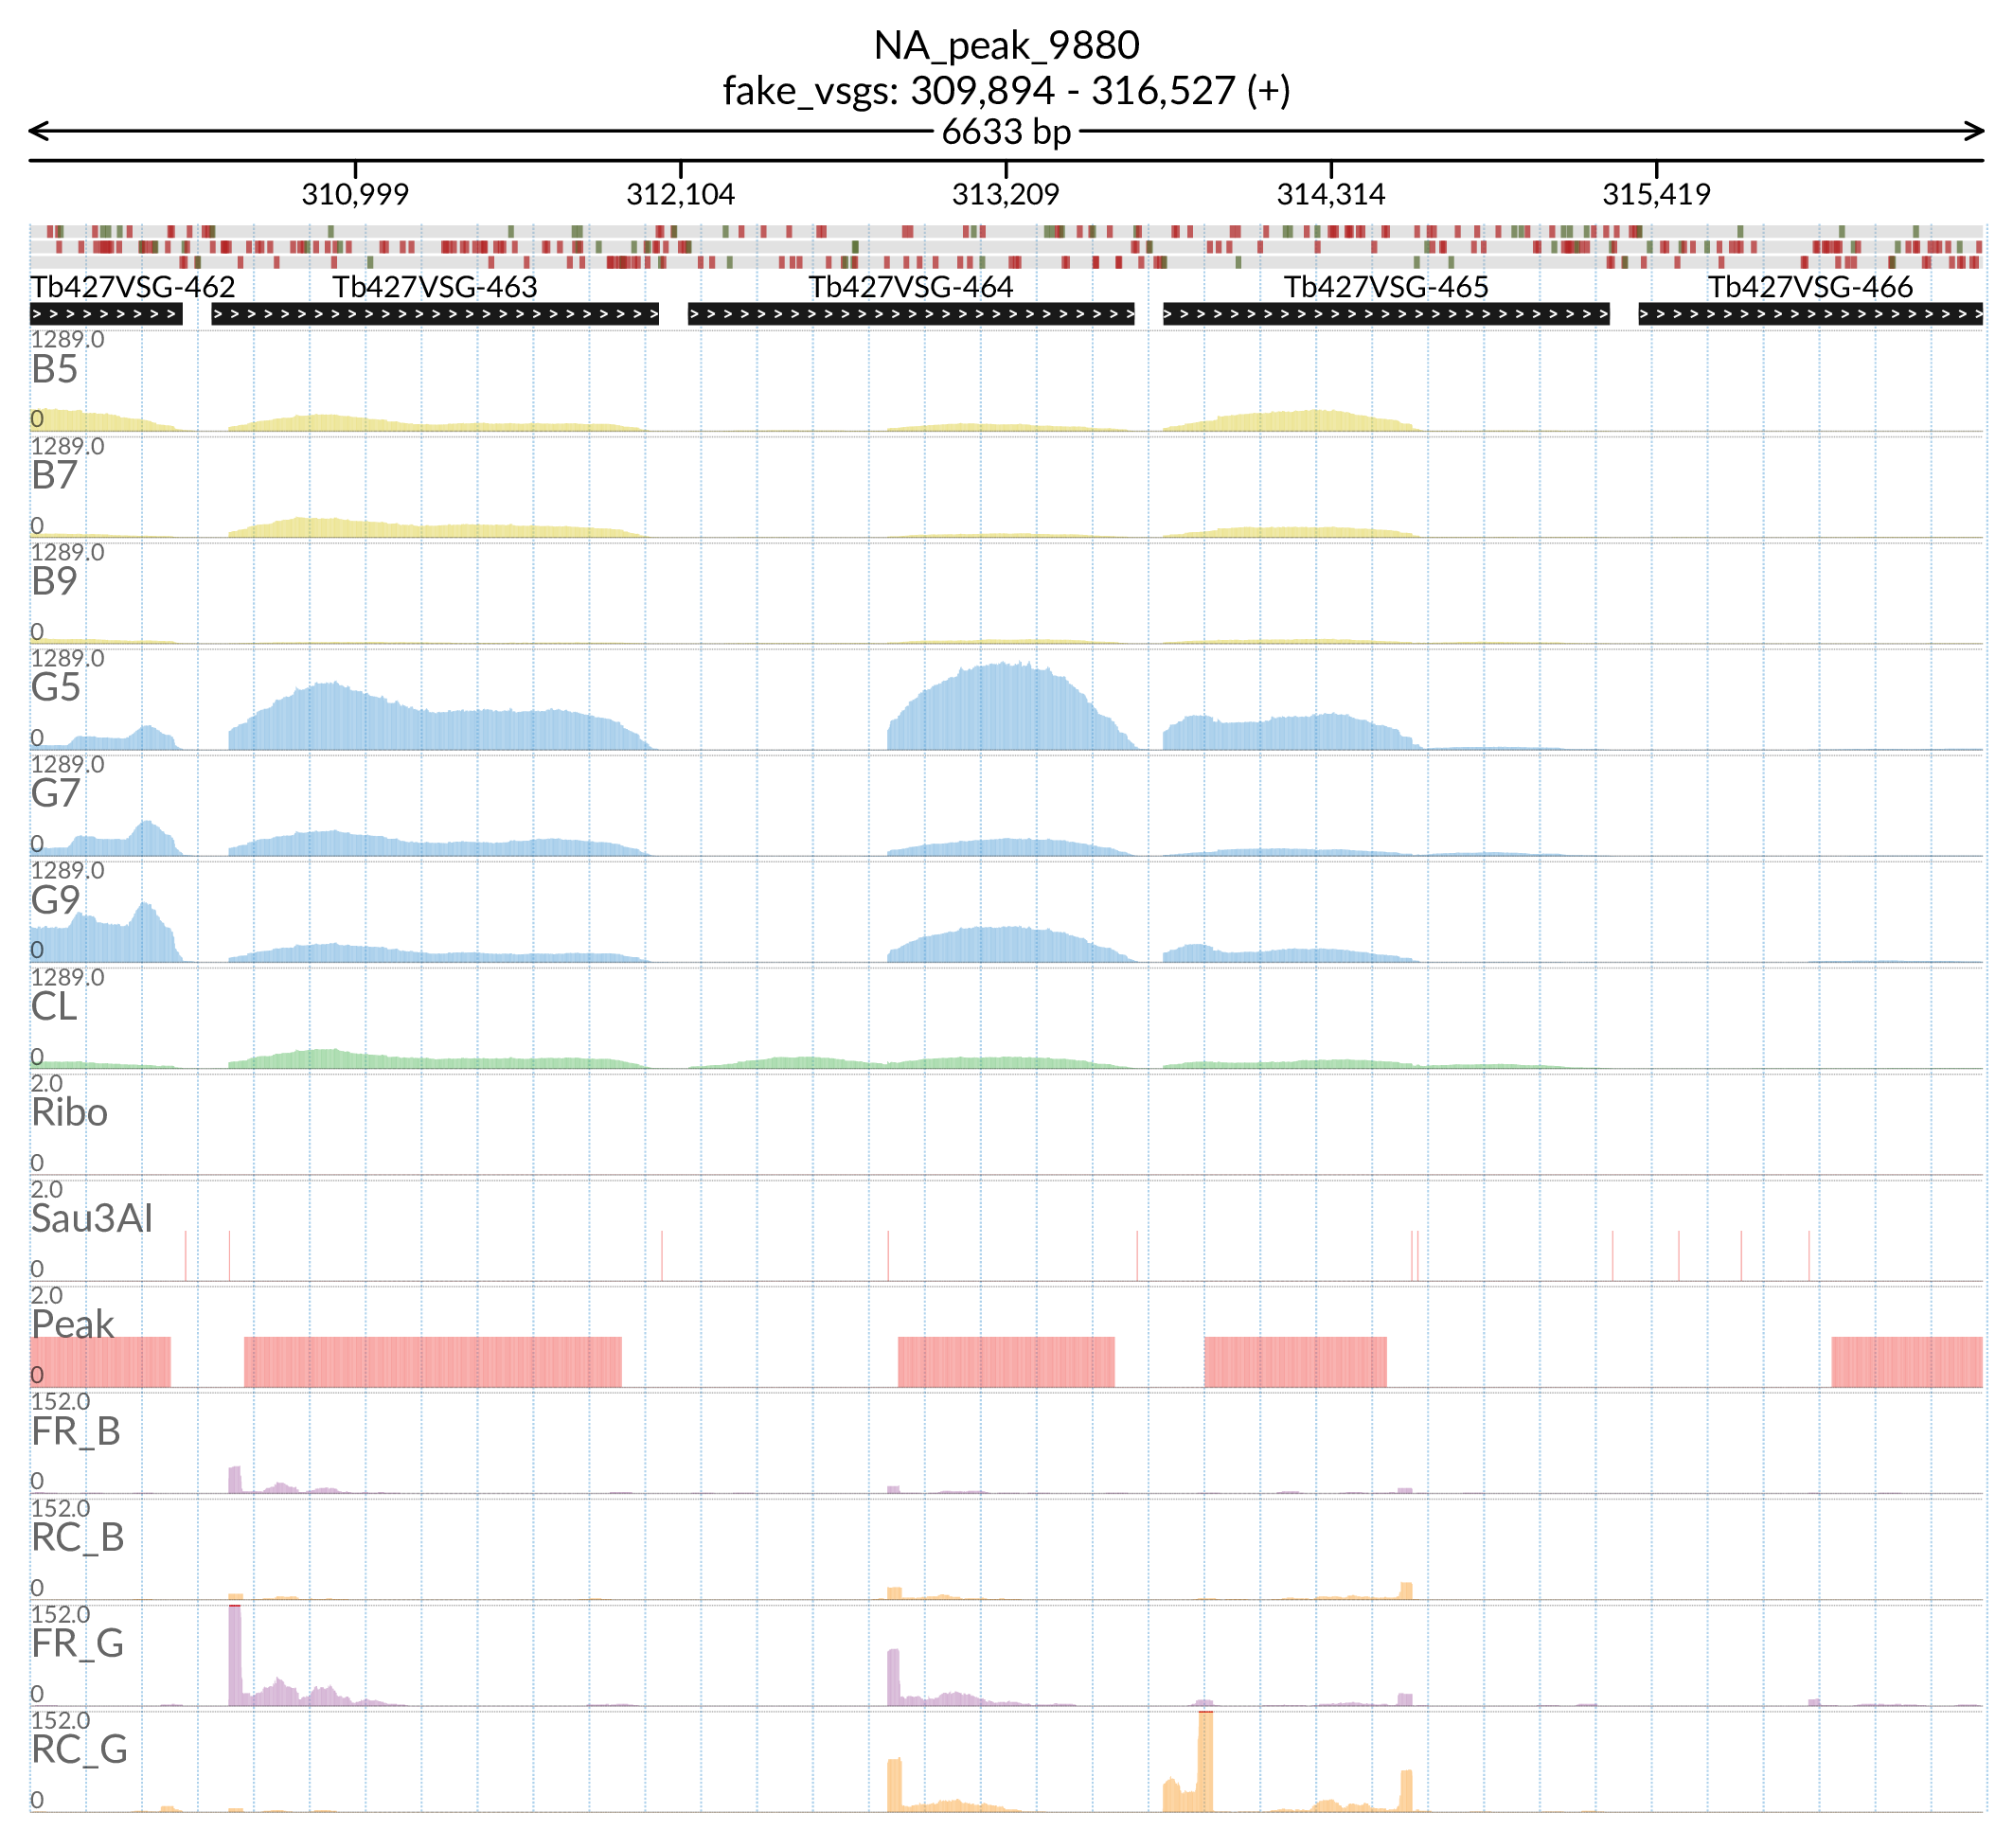 NA_peak_9880
fake_vsgs: 309,894 - 316,527 (+)
6633 bp
310,999 312,104 313,209 314,314 315,419
Tb427VSG-462 Tb427VSG-463 Tb427VSG-464 Tb427VSG-465 Tb427VSG-466
1289.0
B5
0
1289.0
B7
0
1289.0
B9
0
1289.0
G5
0
1289.0
G7
0
1289.0
G9
0
1289.0
CL
0
2.0
Ribo
0
2.0
Sau3AI
0
2.0
Peak
0
152.0
FR_B
0
152.0
RC_B
0
152.0
FR_G
0
152.0
RC_G
0